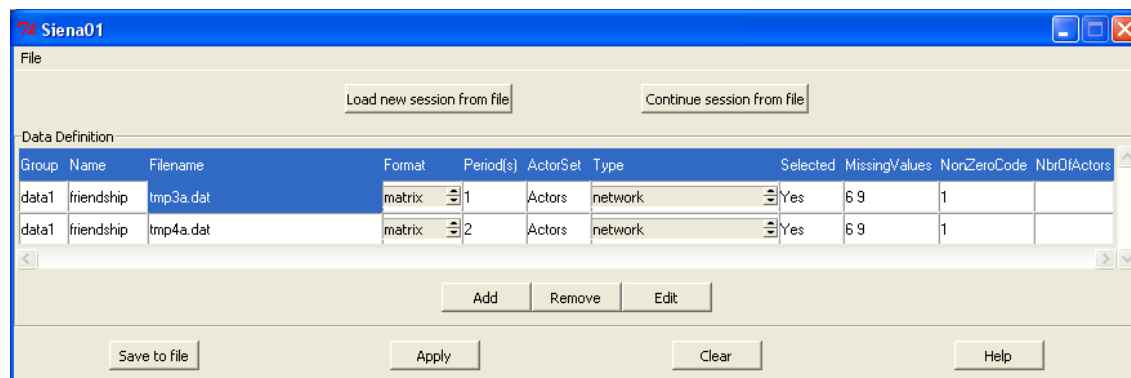 Siena01
File
Load new session from file Continue session from file
Data Definition
Group Name Filename Format Period(s) ActorSet Type Selected MissingValues NonZeroCode NbrOfActors
data1 friendship tmp3a.dat matrix 1 Actors network Yes 6 9 1
data1 friendship tmp4a.dat matrix 2 Actors network Yes 6 9 1
Add Remove Edit
Save to file Apply Clear Help